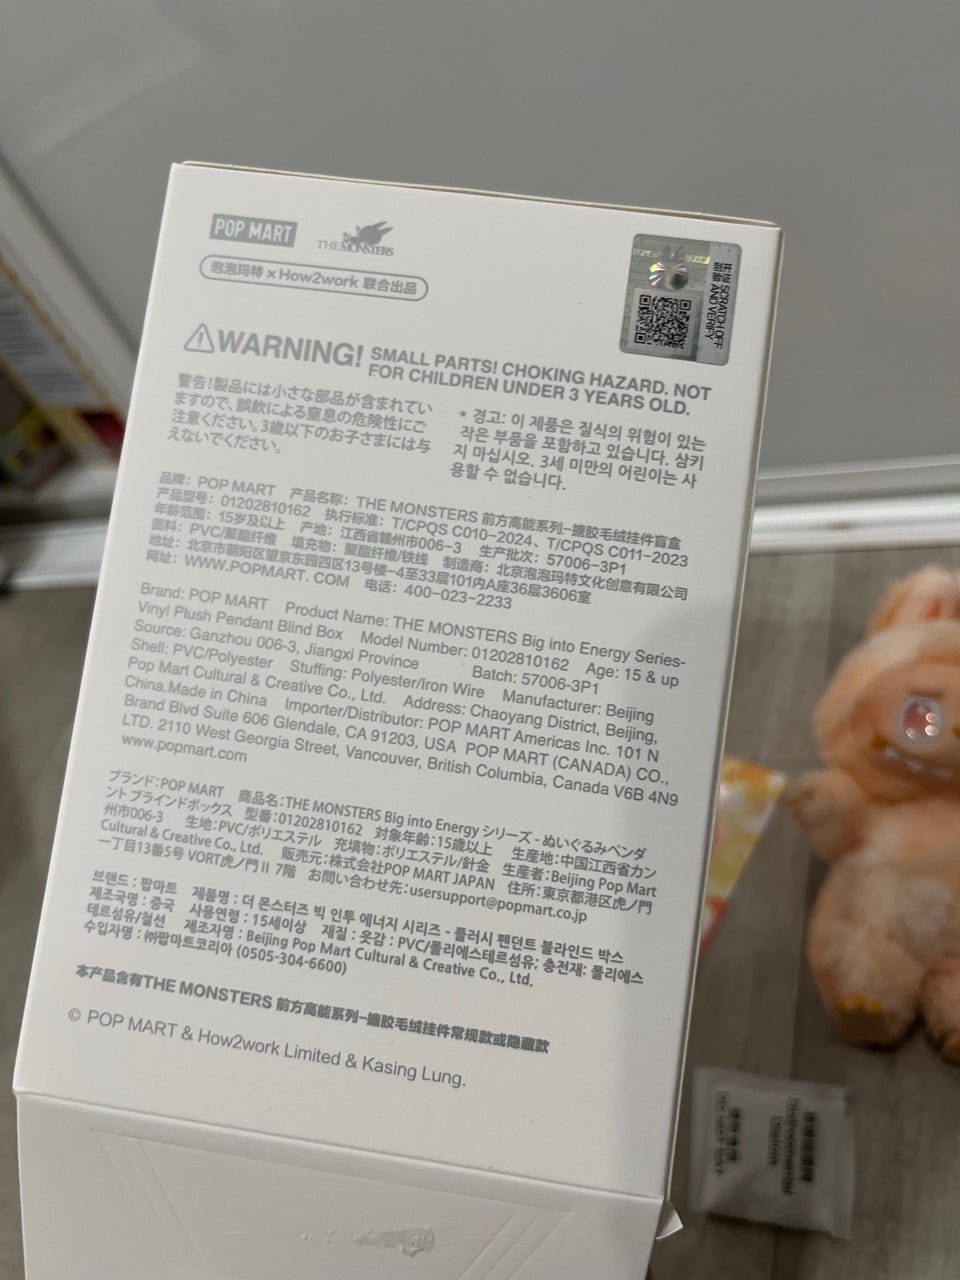 POP MART
THE MONSTERS
泡泡玛特 × How2work 联合出品
SCRATCH OFF
AND VERIFY
WARNING! SMALL PARTS! CHOKING HAZARD. NOT
FOR CHILDREN UNDER 3 YEARS OLD.
警告!製品には小さな部品が含まれてい
ますので、誤飲による窒息の危険性にご
注意ください。3歳以下のお子さまには与
えないでください。
* 경고: 이 제품은 질식의 위험이 있는
작은 부품을 포함하고 있습니다. 삼키
지 마십시오. 3세 미만의 어린이는 사
용할 수 없습니다.
品牌: POP MART 产品名称: THE MONSTERS 前方高能系列-搪胶毛绒挂件盲盒
产品型号: 01202810162 执行标准: T/CPQS C010-2024、T/CPQS C011-2023
年龄范围: 15岁及以上 产地: 江西省赣州市006-3 生产批次: 57006-3P1
面料: PVC/聚酯纤维 填充物: 聚酯纤维/铁线 制造商: 北京泡泡玛特文化创意有限公司
地址: 北京市朝阳区望京东园四区13号楼-4至33层101内A座36层3606室
网址: WWW.POPMART.COM 电话: 400-023-2233
Brand: POP MART Product Name: THE MONSTERS Big into Energy Series-
Vinyl Plush Pendant Blind Box Model Number: 01202810162 Age: 15 & up
Source: Ganzhou 006-3, Jiangxi Province Batch: 57006-3P1
Shell: PVC/Polyester Stuffing: Polyester/Iron Wire Manufacturer: Beijing
Pop Mart Cultural & Creative Co., Ltd. Address: Chaoyang District, Beijing,
China.Made in China Importer/Distributor: POP MART Americas Inc. 101 N
Brand Blvd Suite 606 Glendale, CA 91203, USA POP MART (CANADA) CO.,
LTD. 2110 West Georgia Street, Vancouver, British Columbia, Canada V6B 4N9
www.popmart.com
ブランド:POP MART 商品名:THE MONSTERS Big into Energy シリーズ - ぬいぐるみペンダ
ント ブラインドボックス 型番:01202810162 対象年齢:15歳以上 生産地:中国江西省カン
州市006-3 生地:PVC/ポリエステル 充填物:ポリエステル/針金 生産者:Beijing Pop Mart
Cultural & Creative Co., Ltd. 販売元:株式会社POP MART JAPAN 住所:東京都港区虎ノ門
一丁目13番5号 VORT虎ノ門Ⅱ 7階 お問い合わせ先:usersupport@popmart.co.jp
브랜드 : 팝마트 제품명 : 더 몬스터즈 빅 인투 에너지 시리즈 - 플러시 펜던트 블라인드 박스
제조국명 : 중국 사용연령 : 15세이상 재질 : 겉감 : PVC/폴리에스테르섬유; 충전재: 폴리에스
테르섬유/철선 제조자명 : Beijing Pop Mart Cultural & Creative Co., Ltd.
수입자명 : ㈜팝마트코리아 (0505-304-6600)
本产品含有THE MONSTERS 前方高能系列-搪胶毛绒挂件常规款或隐藏款
© POP MART & How2work Limited & Kasing Lung.